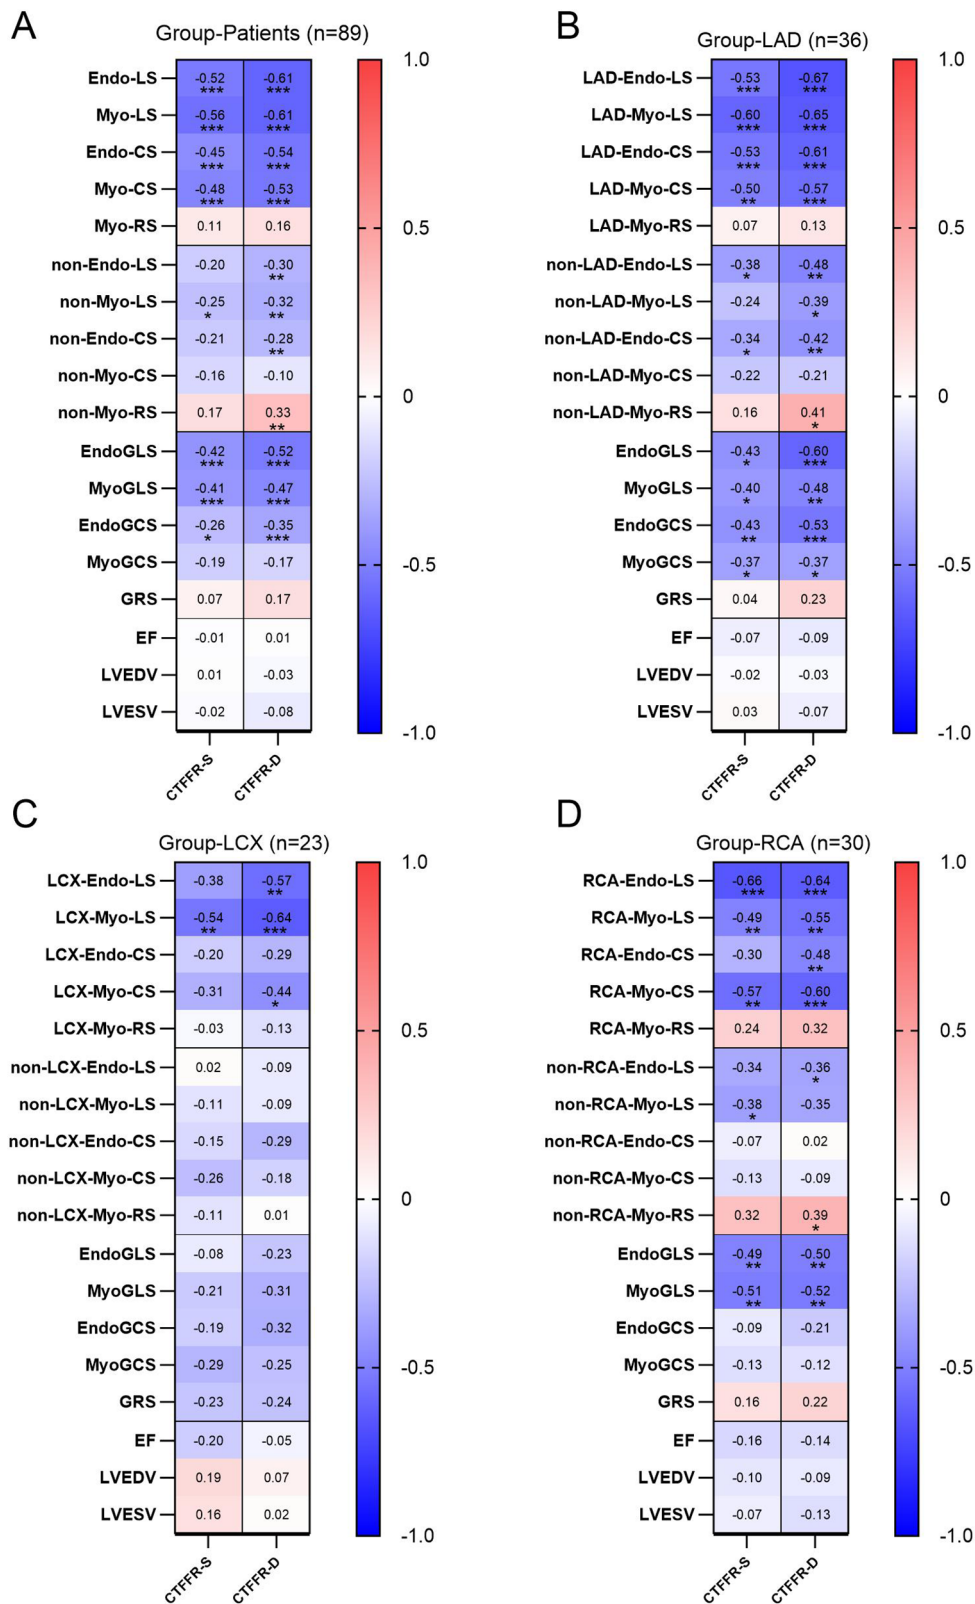 A
Group-Patients (n=89)
Endo-LS -0.52 *** -0.61 ***
Myo-LS -0.56 *** -0.61 ***
Endo-CS -0.45 *** -0.54 ***
Myo-CS -0.48 *** -0.53 ***
Myo-RS 0.11 0.16
non-Endo-LS -0.20 -0.30 **
non-Myo-LS -0.25 * -0.32 **
non-Endo-CS -0.21 -0.28 **
non-Myo-CS -0.16 -0.10
non-Myo-RS 0.17 0.33 **
EndoGLS -0.42 *** -0.52 ***
MyoGLS -0.41 *** -0.47 ***
EndoGCS -0.26 * -0.35 ***
MyoGCS -0.19 -0.17
GRS 0.07 0.17
EF -0.01 0.01
LVEDV 0.01 -0.03
LVESV -0.02 -0.08
CTFFR-S CTFFR-D
1.0
0.5
0
-0.5
-1.0
B
Group-LAD (n=36)
LAD-Endo-LS -0.53 *** -0.67 ***
LAD-Myo-LS -0.60 *** -0.65 ***
LAD-Endo-CS -0.53 *** -0.61 ***
LAD-Myo-CS -0.50 ** -0.57 ***
LAD-Myo-RS 0.07 0.13
non-LAD-Endo-LS -0.38 * -0.48 **
non-LAD-Myo-LS -0.24 -0.39 *
non-LAD-Endo-CS -0.34 * -0.42 **
non-LAD-Myo-CS -0.22 -0.21
non-LAD-Myo-RS 0.16 0.41 *
EndoGLS -0.43 * -0.60 ***
MyoGLS -0.40 * -0.48 **
EndoGCS -0.43 ** -0.53 ***
MyoGCS -0.37 * -0.37 *
GRS 0.04 0.23
EF -0.07 -0.09
LVEDV -0.02 -0.03
LVESV 0.03 -0.07
CTFFR-S CTFFR-D
1.0
0.5
0
-0.5
-1.0
C
Group-LCX (n=23)
LCX-Endo-LS -0.38 -0.57 **
LCX-Myo-LS -0.54 ** -0.64 ***
LCX-Endo-CS -0.20 -0.29
LCX-Myo-CS -0.31 -0.44 *
LCX-Myo-RS -0.03 -0.13
non-LCX-Endo-LS 0.02 -0.09
non-LCX-Myo-LS -0.11 -0.09
non-LCX-Endo-CS -0.15 -0.29
non-LCX-Myo-CS -0.26 -0.18
non-LCX-Myo-RS -0.11 0.01
EndoGLS -0.08 -0.23
MyoGLS -0.21 -0.31
EndoGCS -0.19 -0.32
MyoGCS -0.29 -0.25
GRS -0.23 -0.24
EF -0.20 -0.05
LVEDV 0.19 0.07
LVESV 0.16 0.02
CTFFR-S CTFFR-D
1.0
0.5
0
-0.5
-1.0
D
Group-RCA (n=30)
RCA-Endo-LS -0.66 *** -0.64 ***
RCA-Myo-LS -0.49 ** -0.55 **
RCA-Endo-CS -0.30 -0.48 **
RCA-Myo-CS -0.57 ** -0.60 ***
RCA-Myo-RS 0.24 0.32
non-RCA-Endo-LS -0.34 -0.36 *
non-RCA-Myo-LS -0.38 * -0.35
non-RCA-Endo-CS -0.07 0.02
non-RCA-Myo-CS -0.13 -0.09
non-RCA-Myo-RS 0.32 0.39 *
EndoGLS -0.49 ** -0.50 **
MyoGLS -0.51 ** -0.52 **
EndoGCS -0.09 -0.21
MyoGCS -0.13 -0.12
GRS 0.16 0.22
EF -0.16 -0.14
LVEDV -0.10 -0.09
LVESV -0.07 -0.13
CTFFR-S CTFFR-D
1.0
0.5
0
-0.5
-1.0